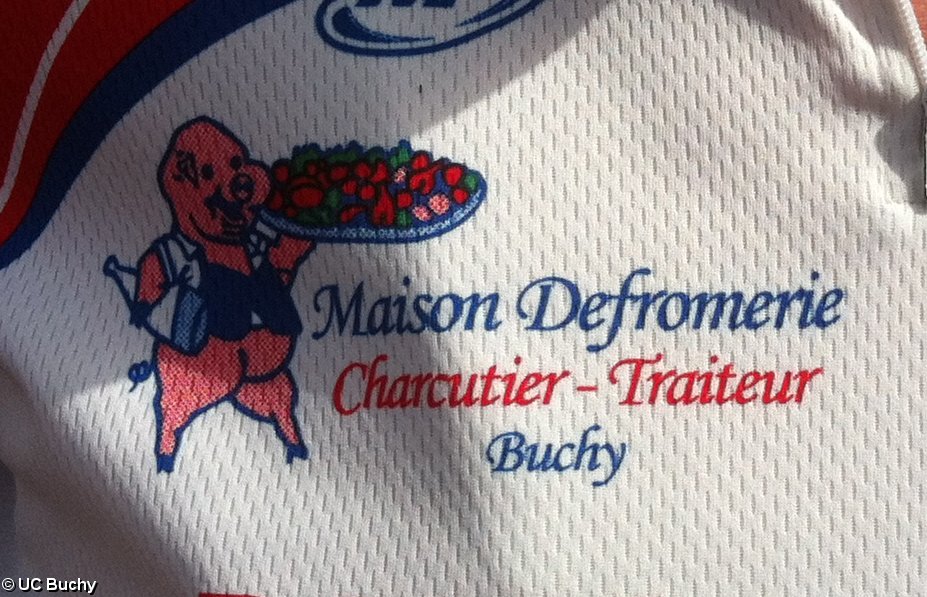 Maison Defromerie
Charcutier - Traiteur
Buchy
© UC Buchy